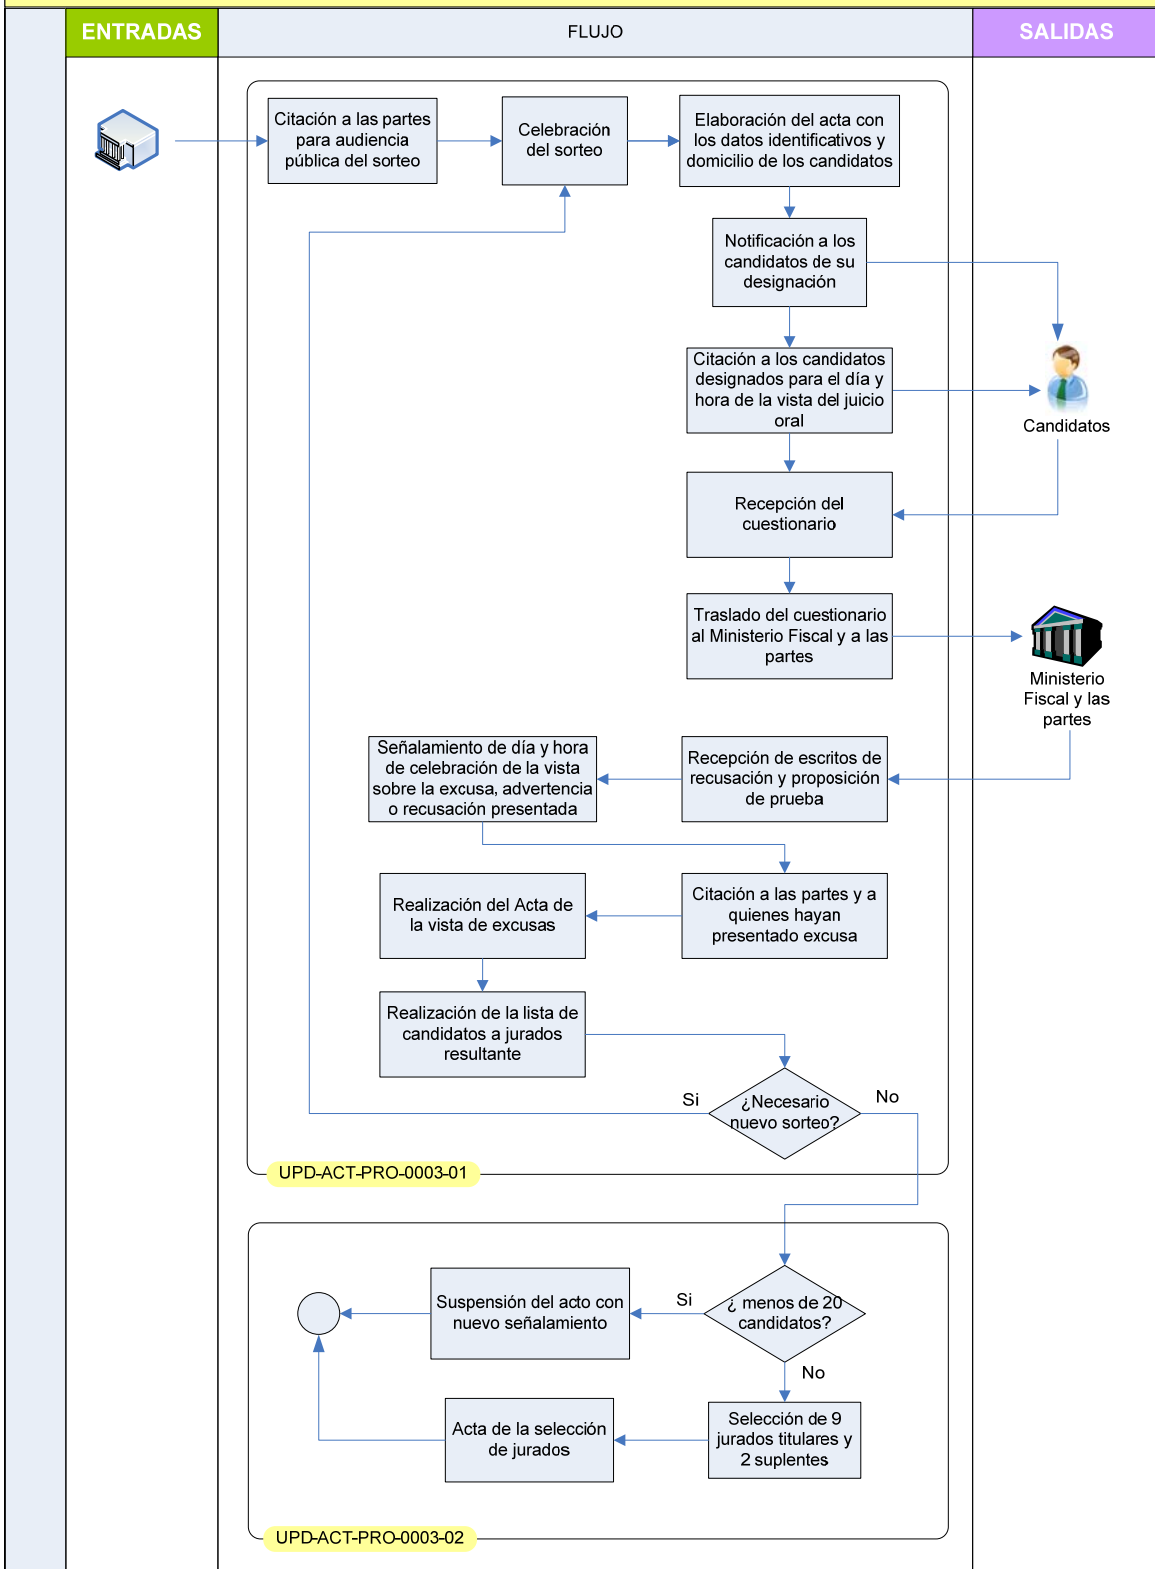 ENTRADAS
FLUJO
SALIDAS
Citación a las partes
para audiencia
pública del sorteo
Celebración
del sorteo
Elaboración del acta con
los datos identificativos y
domicilio de los candidatos
Notificación a los
candidatos de su
designación
Citación a los candidatos
designados para el día y
hora de la vista del juicio
oral
Candidatos
Recepción del
cuestionario
Traslado del cuestionario
al Ministerio Fiscal y a las
partes
Ministerio
Fiscal y las
partes
Señalamiento de día y hora
de celebración de la vista
sobre la excusa, advertencia
o recusación presentada
Recepción de escritos de
recusación y proposición
de prueba
Realización del Acta de
la vista de excusas
Citación a las partes y a
quienes hayan
presentado excusa
Realización de la lista de
candidatos a jurados
resultante
Si
¿Necesario
nuevo sorteo?
No
UPD-ACT-PRO-0003-01
Suspensión del acto con
nuevo señalamiento
Si
¿ menos de 20
candidatos?
No
Acta de la selección
de jurados
Selección de 9
jurados titulares y
2 suplentes
UPD-ACT-PRO-0003-02